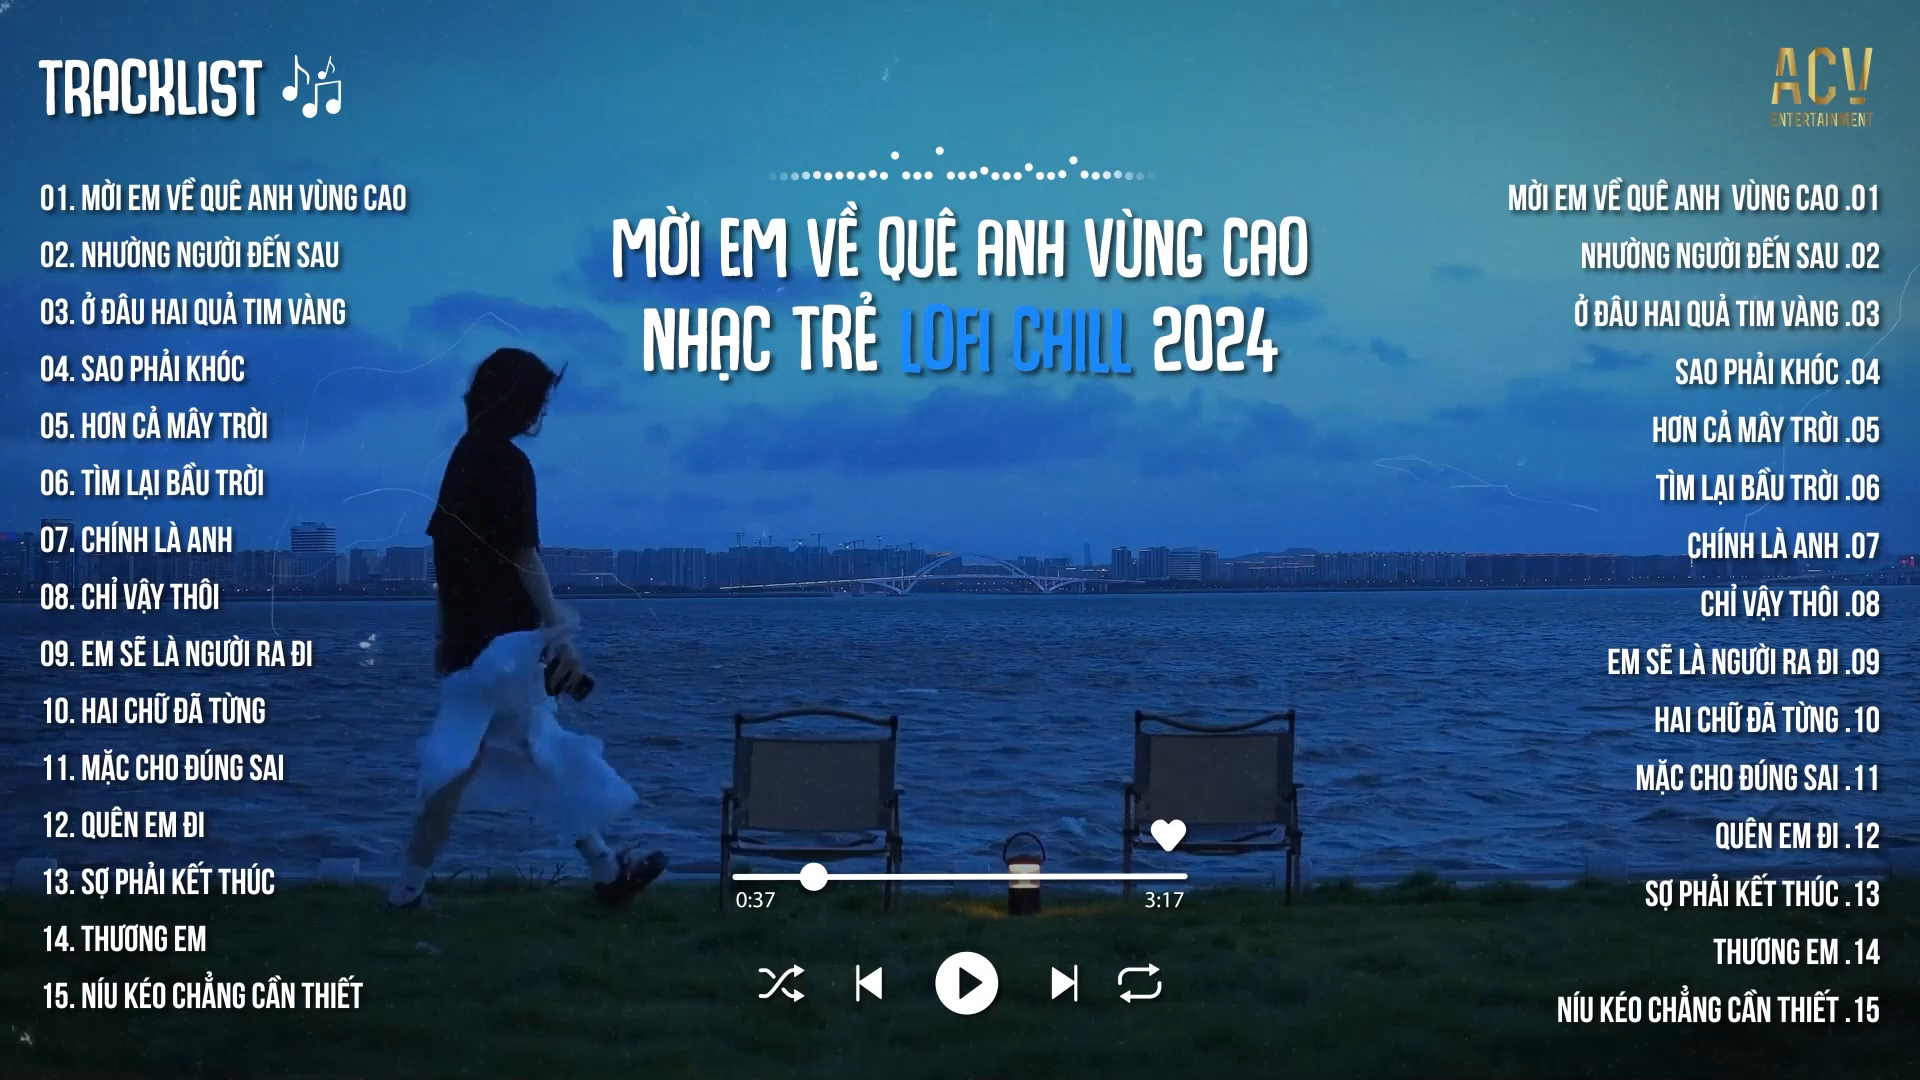 TRACKLIST
ACV
ENTERTAINMENT
01. MỜI EM VỀ QUÊ ANH VÙNG CAO
02. NHƯỜNG NGƯỜI ĐẾN SAU
03. Ở ĐÂU HAI QUẢ TIM VÀNG
04. SAO PHẢI KHÓC
05. HƠN CẢ MÂY TRỜI
06. TÌM LẠI BẦU TRỜI
07. CHÍNH LÀ ANH
08. CHỈ VẬY THÔI
09. EM SẼ LÀ NGƯỜI RA ĐI
10. HAI CHỮ ĐÃ TỪNG
11. MẶC CHO ĐÚNG SAI
12. QUÊN EM ĐI
13. SỢ PHẢI KẾT THÚC
14. THƯƠNG EM
15. NÍU KÉO CHẲNG CẦN THIẾT
MỜI EM VỀ QUÊ ANH VÙNG CAO
NHẠC TRẺ LOFI CHILL 2024
0:37
3:17
MỜI EM VỀ QUÊ ANH VÙNG CAO .01
NHƯỜNG NGƯỜI ĐẾN SAU .02
Ở ĐÂU HAI QUẢ TIM VÀNG .03
SAO PHẢI KHÓC .04
HƠN CẢ MÂY TRỜI .05
TÌM LẠI BẦU TRỜI .06
CHÍNH LÀ ANH .07
CHỈ VẬY THÔI .08
EM SẼ LÀ NGƯỜI RA ĐI .09
HAI CHỮ ĐÃ TỪNG .10
MẶC CHO ĐÚNG SAI .11
QUÊN EM ĐI .12
SỢ PHẢI KẾT THÚC .13
THƯƠNG EM .14
NÍU KÉO CHẲNG CẦN THIẾT .15